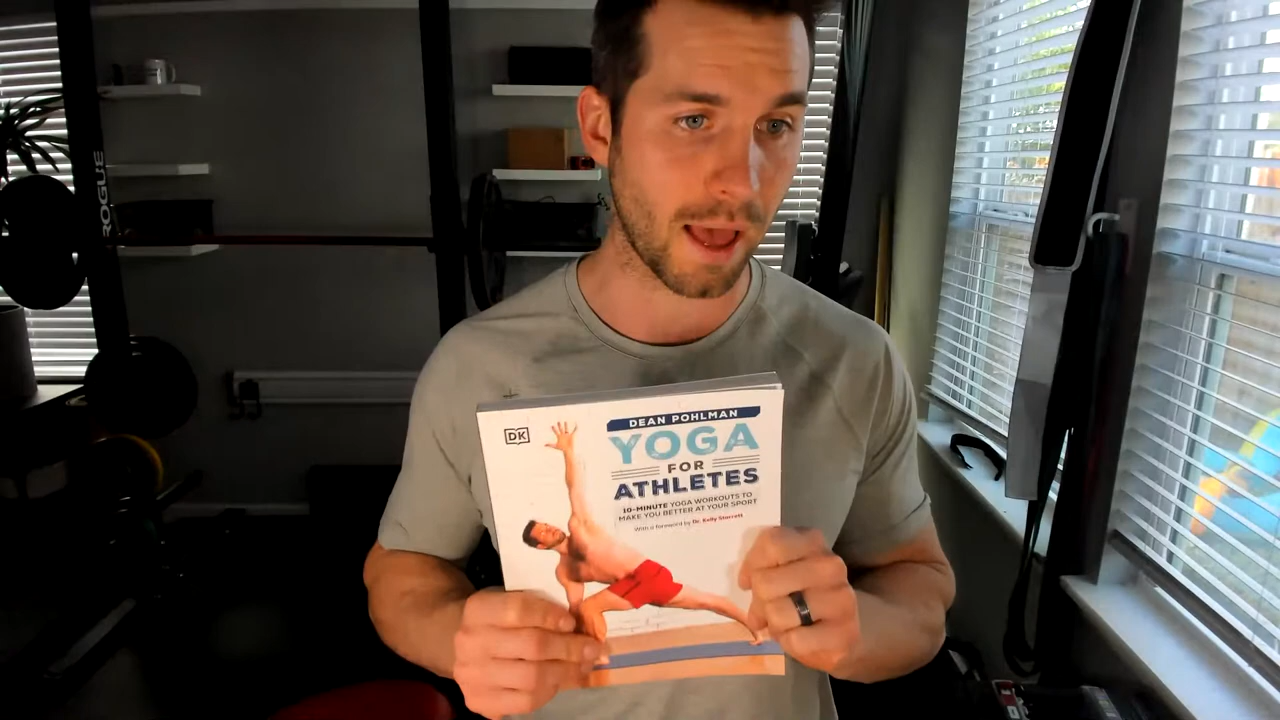 ROGUE
DK
DEAN POHLMAN
YOGA
FOR
ATHLETES
10-MINUTE YOGA WORKOUTS TO
MAKE YOU BETTER AT YOUR SPORT
With a foreword by Dr. Kelly Starrett